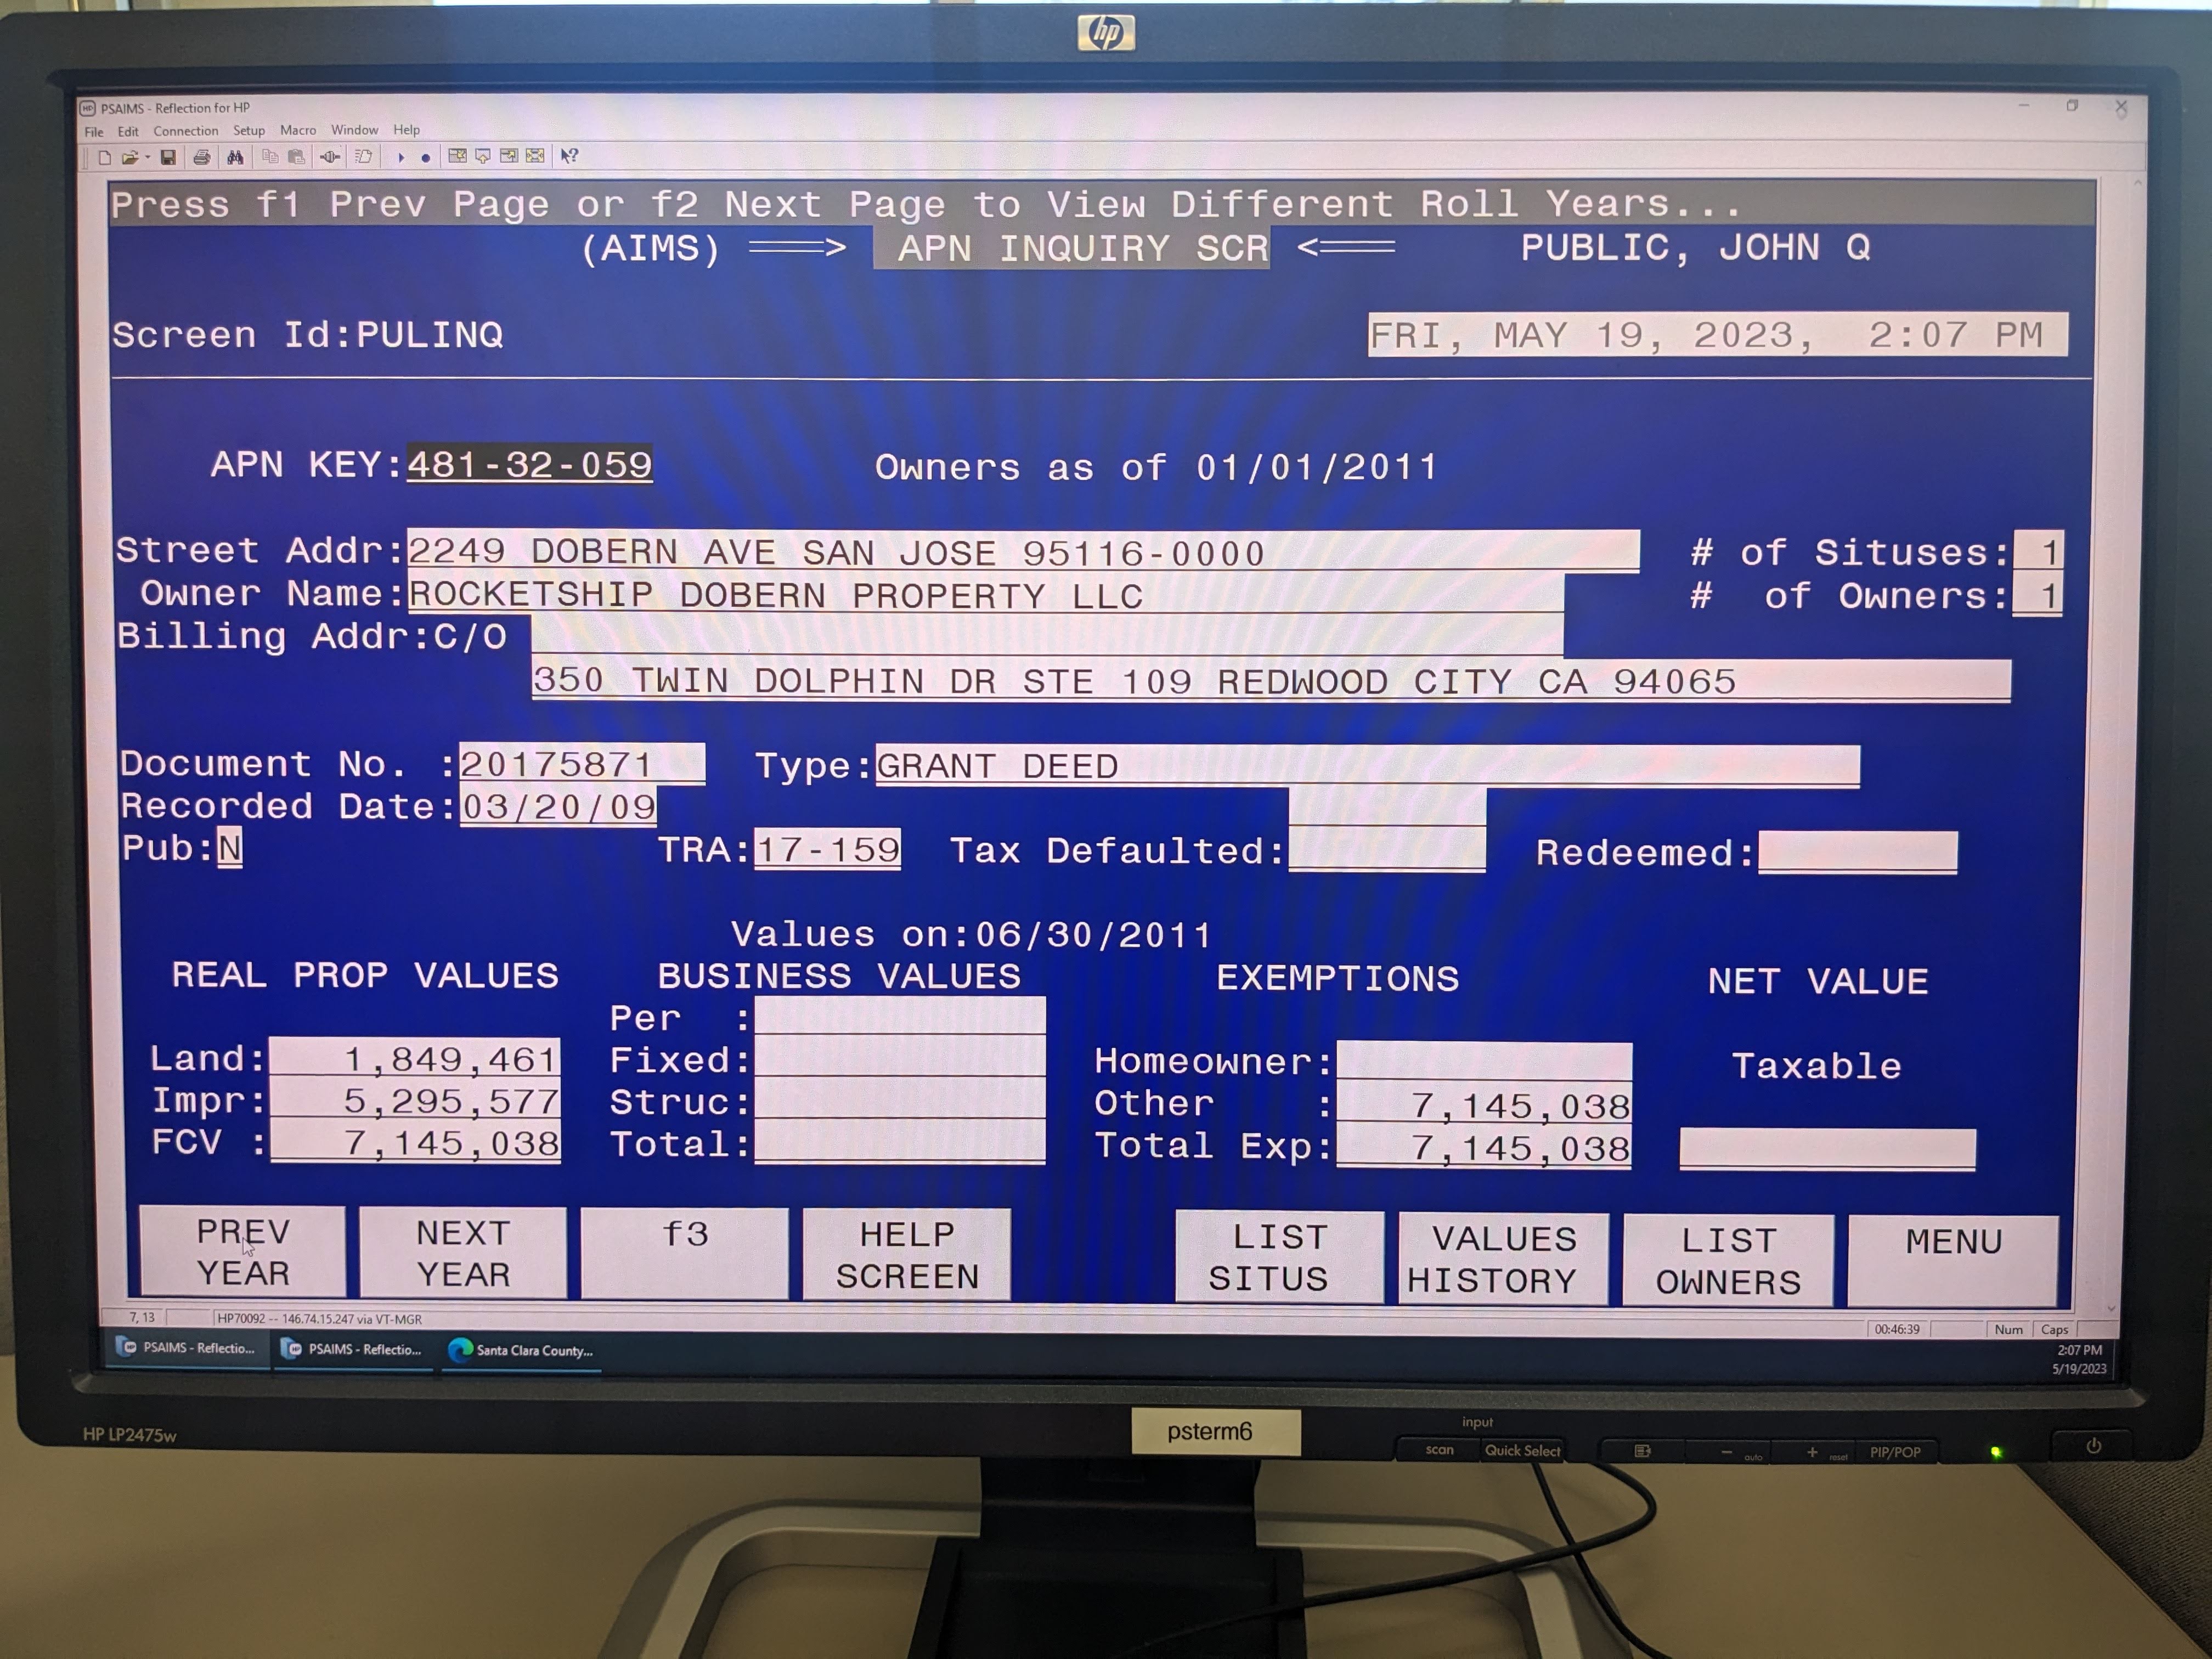 hp
PSAIMS - Reflection for HP
File Edit Connection Setup Macro Window Help
Press f1 Prev Page or f2 Next Page to View Different Roll Years...
(AIMS) ===> APN INQUIRY SCR <=== PUBLIC, JOHN Q
Screen Id:PULINQ FRI, MAY 19, 2023, 2:07 PM
APN KEY:481-32-059 Owners as of 01/01/2011
Street Addr:2249 DOBERN AVE SAN JOSE 95116-0000 # of Situses: 1
Owner Name:ROCKETSHIP DOBERN PROPERTY LLC # of Owners: 1
Billing Addr:C/O
350 TWIN DOLPHIN DR STE 109 REDWOOD CITY CA 94065
Document No. :20175871 Type:GRANT DEED
Recorded Date:03/20/09
Pub:N TRA:17-159 Tax Defaulted: Redeemed:
Values on:06/30/2011
REAL PROP VALUES BUSINESS VALUES EXEMPTIONS NET VALUE
Per :
Land: 1,849,461 Fixed: Homeowner: Taxable
Impr: 5,295,577 Struc: Other : 7,145,038
FCV : 7,145,038 Total: Total Exp: 7,145,038
PREV YEAR NEXT YEAR f3 HELP SCREEN LIST SITUS VALUES HISTORY LIST OWNERS MENU
7, 13 HP70092 -- 146.74.15.247 via VT-MGR 00:46:39 Num Caps
PSAIMS - Reflectio... PSAIMS - Reflectio... Santa Clara County... 2:07 PM
5/19/2023
HP LP2475w psterm6 input
scan Quick Select - auto + reset PIP/POP